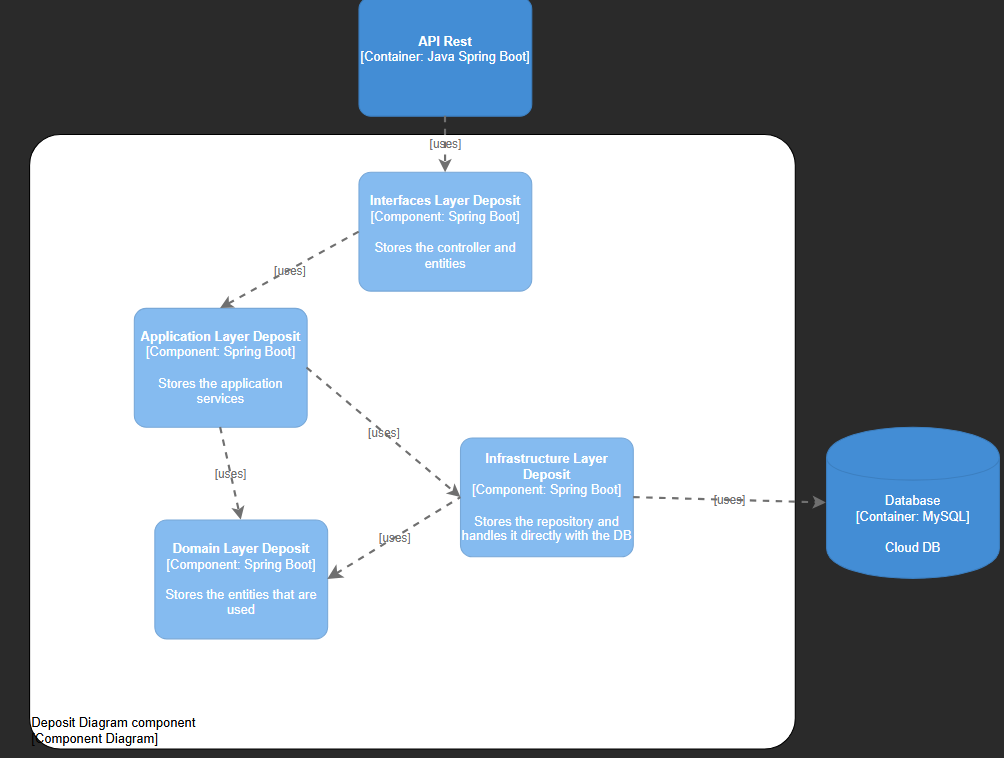 API Rest
[Container: Java Spring Boot]
[uses]
Interfaces Layer Deposit
[Component: Spring Boot]
Stores the controller and
entities
[uses]
Application Layer Deposit
[Component: Spring Boot]
Stores the application
services
[uses]
[uses]
Infrastructure Layer
Deposit
[Component: Spring Boot]
Stores the repository and
handles it directly with the DB
[uses]
Database
[Container: MySQL]
Cloud DB
[uses]
Domain Layer Deposit
[Component: Spring Boot]
Stores the entities that are
used
Deposit Diagram component
[Component Diagram]